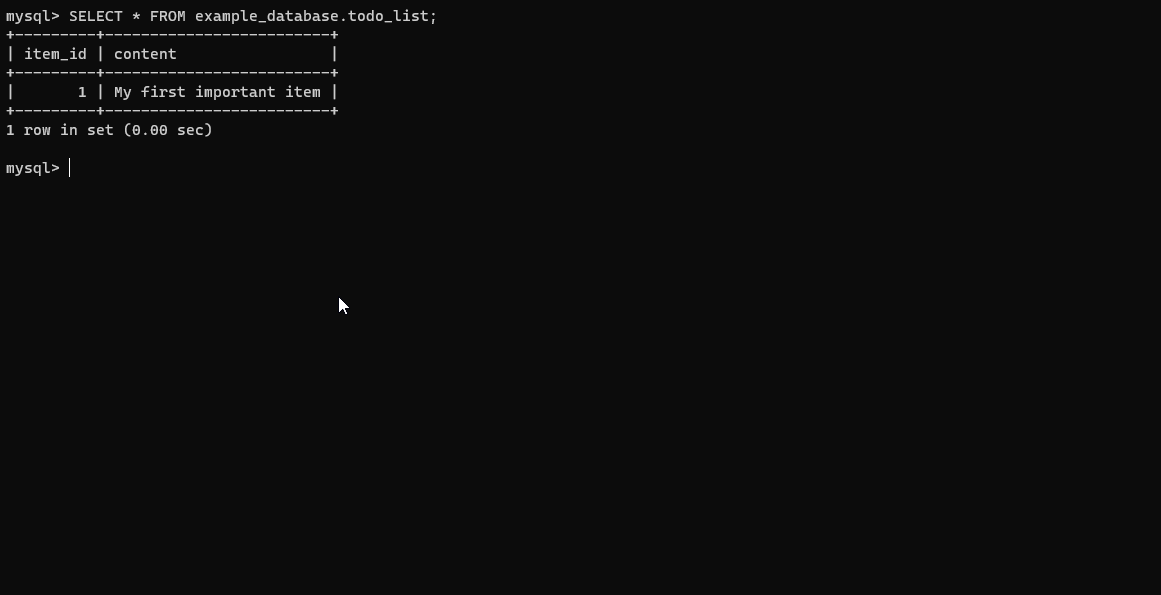 mysql> SELECT * FROM example_database.todo_list;
+---------+-------------------------+
| item_id | content                 |
+---------+-------------------------+
|       1 | My first important item |
+---------+-------------------------+
1 row in set (0.00 sec)
mysql>